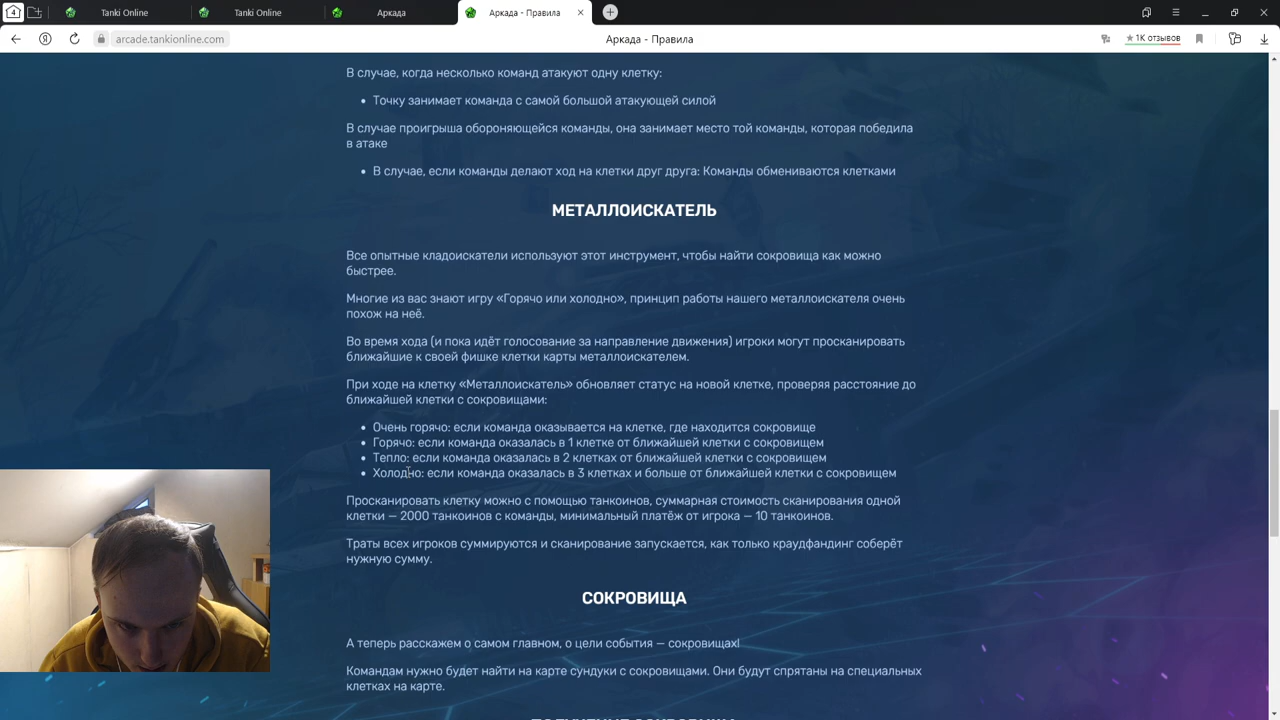 4
Tanki Online
Tanki Online
Аркада
Аркада - Правила
arcade.tankionline.com
Аркада - Правила
★ 1K отзывов
В случае, когда несколько команд атакуют одну клетку:
• Точку занимает команда с самой большой атакующей силой
В случае проигрыша обороняющейся команды, она занимает место той команды, которая победила
в атаке
• В случае, если команды делают ход на клетки друг друга: Команды обмениваются клетками
МЕТАЛЛОИСКАТЕЛЬ
Все опытные кладоискатели используют этот инструмент, чтобы найти сокровища как можно
быстрее.
Многие из вас знают игру «Горячо или холодно», принцип работы нашего металлоискателя очень
похож на неё.
Во время хода (и пока идёт голосование за направление движения) игроки могут просканировать
ближайшие к своей фишке клетки карты металлоискателем.
При ходе на клетку «Металлоискатель» обновляет статус на новой клетке, проверяя расстояние до
ближайшей клетки с сокровищами:
• Очень горячо: если команда оказывается на клетке, где находится сокровище
• Горячо: если команда оказалась в 1 клетке от ближайшей клетки с сокровищем
• Тепло: если команда оказалась в 2 клетках от ближайшей клетки с сокровищем
• Холодно: если команда оказалась в 3 клетках и больше от ближайшей клетки с сокровищем
Просканировать клетку можно с помощью танкоинов, суммарная стоимость сканирования одной
клетки — 2000 танкоинов с команды, минимальный платёж от игрока — 10 танкоинов.
Траты всех игроков суммируются и сканирование запускается, как только краудфандинг соберёт
нужную сумму.
СОКРОВИЩА
А теперь расскажем о самом главном, о цели события — сокровищах!
Командам нужно будет найти на карте сундуки с сокровищами. Они будут спрятаны на специальных
клетках на карте.